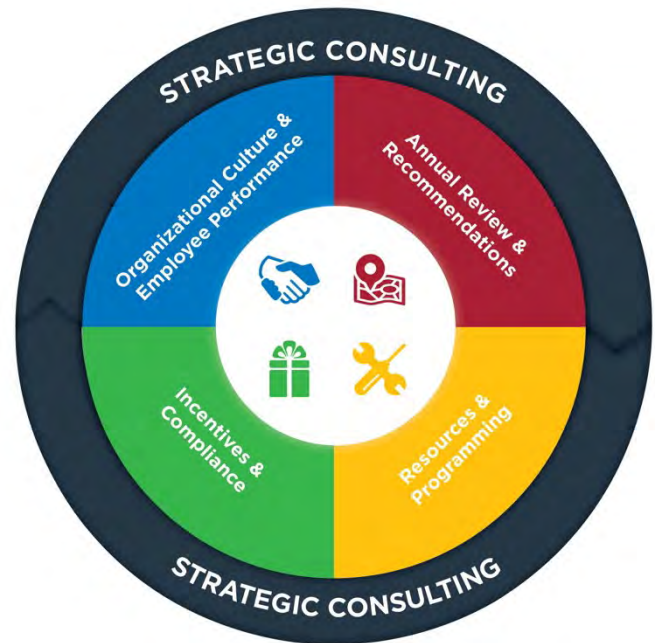 STRATEGIC CONSULTING
Organizational Culture &
Employee Performance
Annual Review &
Recommendations
Incentives &
Compliance
Resources &
Programming
STRATEGIC CONSULTING